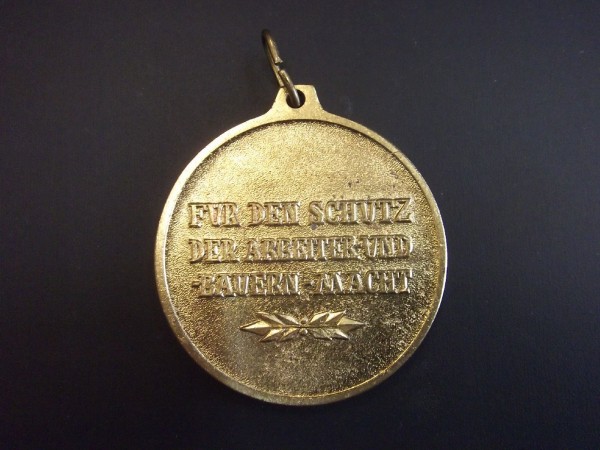 FÜR DEN SCHUTZ
DER ARBEITER-UND
-BAUERN-MACHT